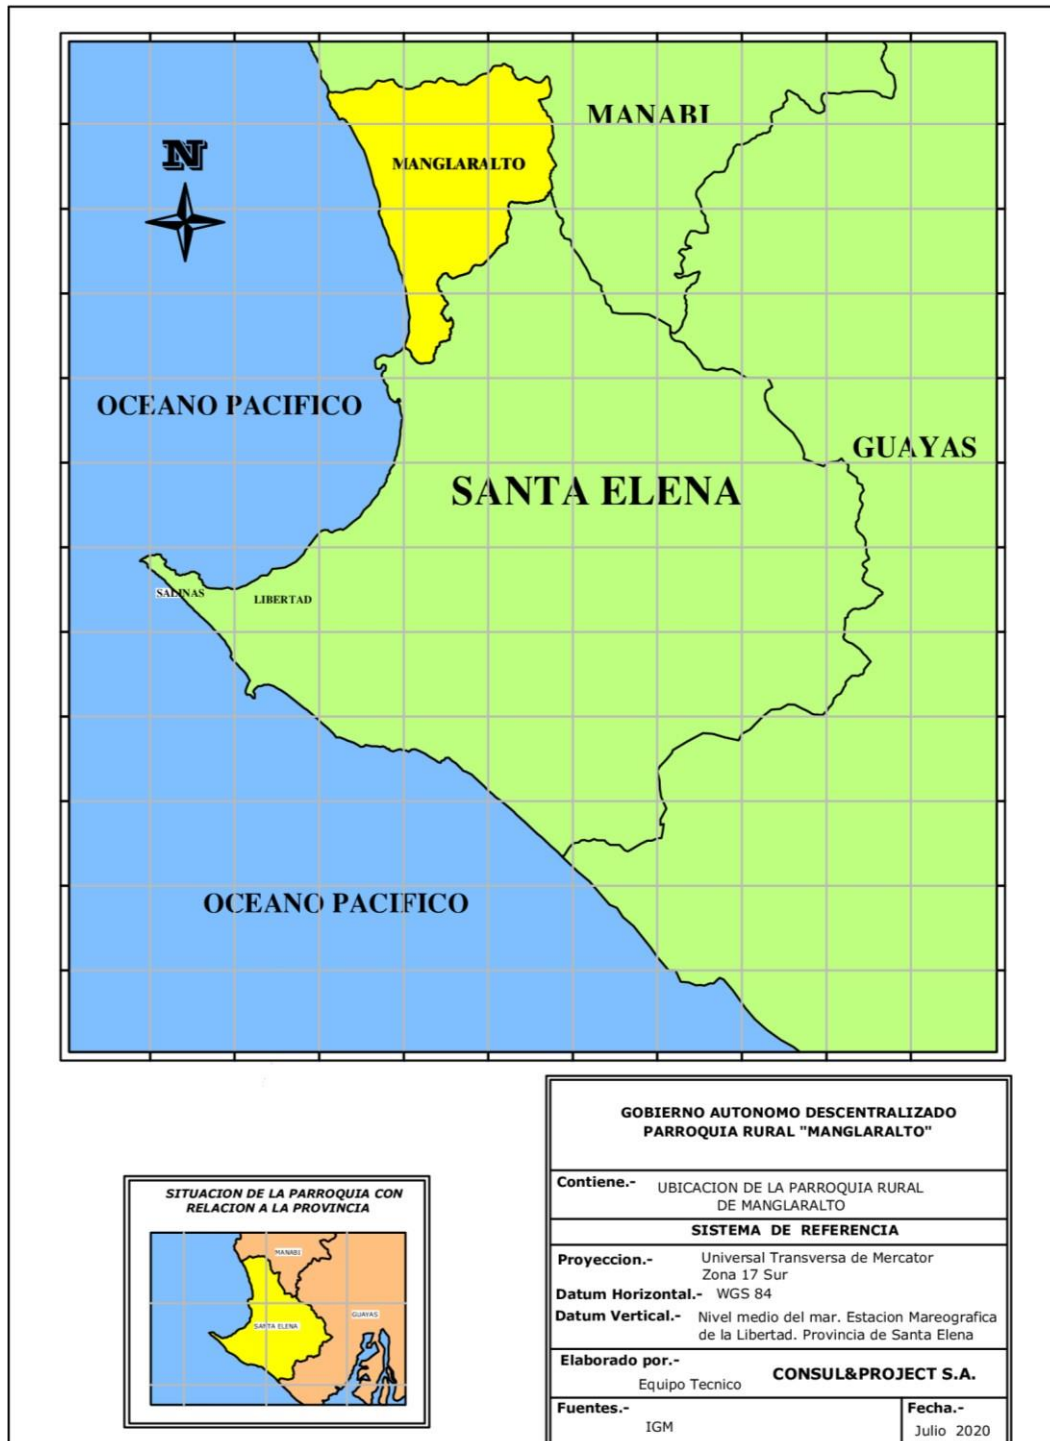 MANABI
N
MANGLARALTO
OCEANO PACIFICO
GUAYAS
SANTA ELENA
SALINAS
LIBERTAD
OCEANO PACIFICO
SITUACION DE LA PARROQUIA CON
RELACION A LA PROVINCIA
MANABI
GUAYAS
SANTA ELENA
GOBIERNO AUTONOMO DESCENTRALIZADO
PARROQUIA RURAL "MANGLARALTO"
Contiene.- UBICACION DE LA PARROQUIA RURAL
DE MANGLARALTO
SISTEMA DE REFERENCIA
Proyeccion.- Universal Transversa de Mercator
Zona 17 Sur
Datum Horizontal.- WGS 84
Datum Vertical.- Nivel medio del mar. Estacion Mareografica
de la Libertad. Provincia de Santa Elena
Elaborado por.-
Equipo Tecnico CONSUL&PROJECT S.A.
Fuentes.-
IGM
Fecha.-
Julio 2020